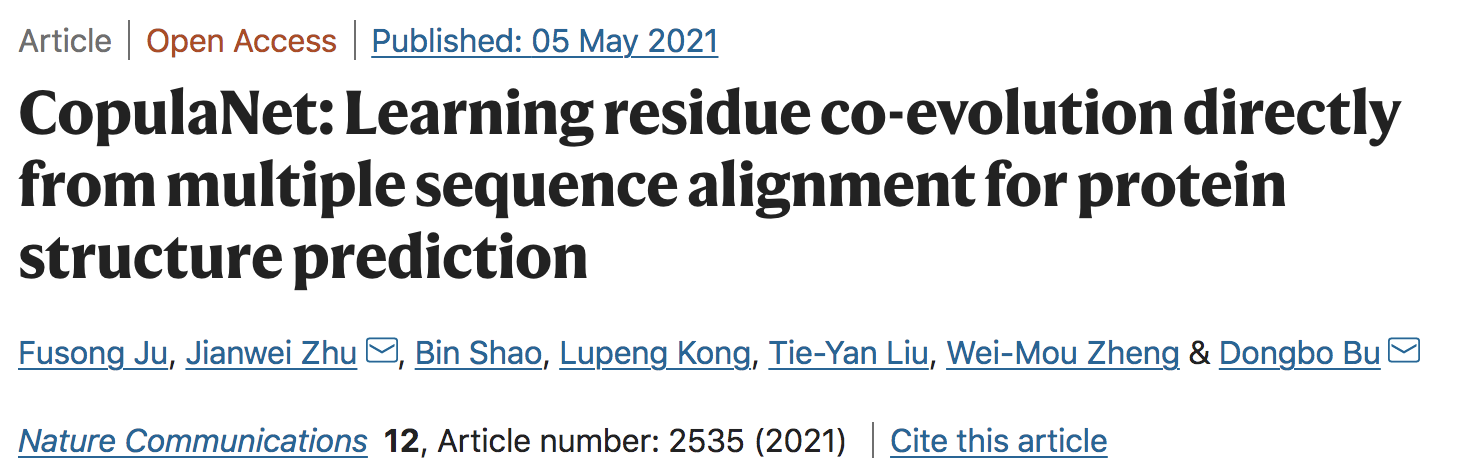 Article | Open Access | Published: 05 May 2021
CopulaNet: Learning residue co-evolution directly
from multiple sequence alignment for protein
structure prediction
Fusong Ju, Jianwei Zhu, Bin Shao, Lupeng Kong, Tie-Yan Liu, Wei-Mou Zheng & Dongbo Bu
Nature Communications 12, Article number: 2535 (2021) | Cite this article